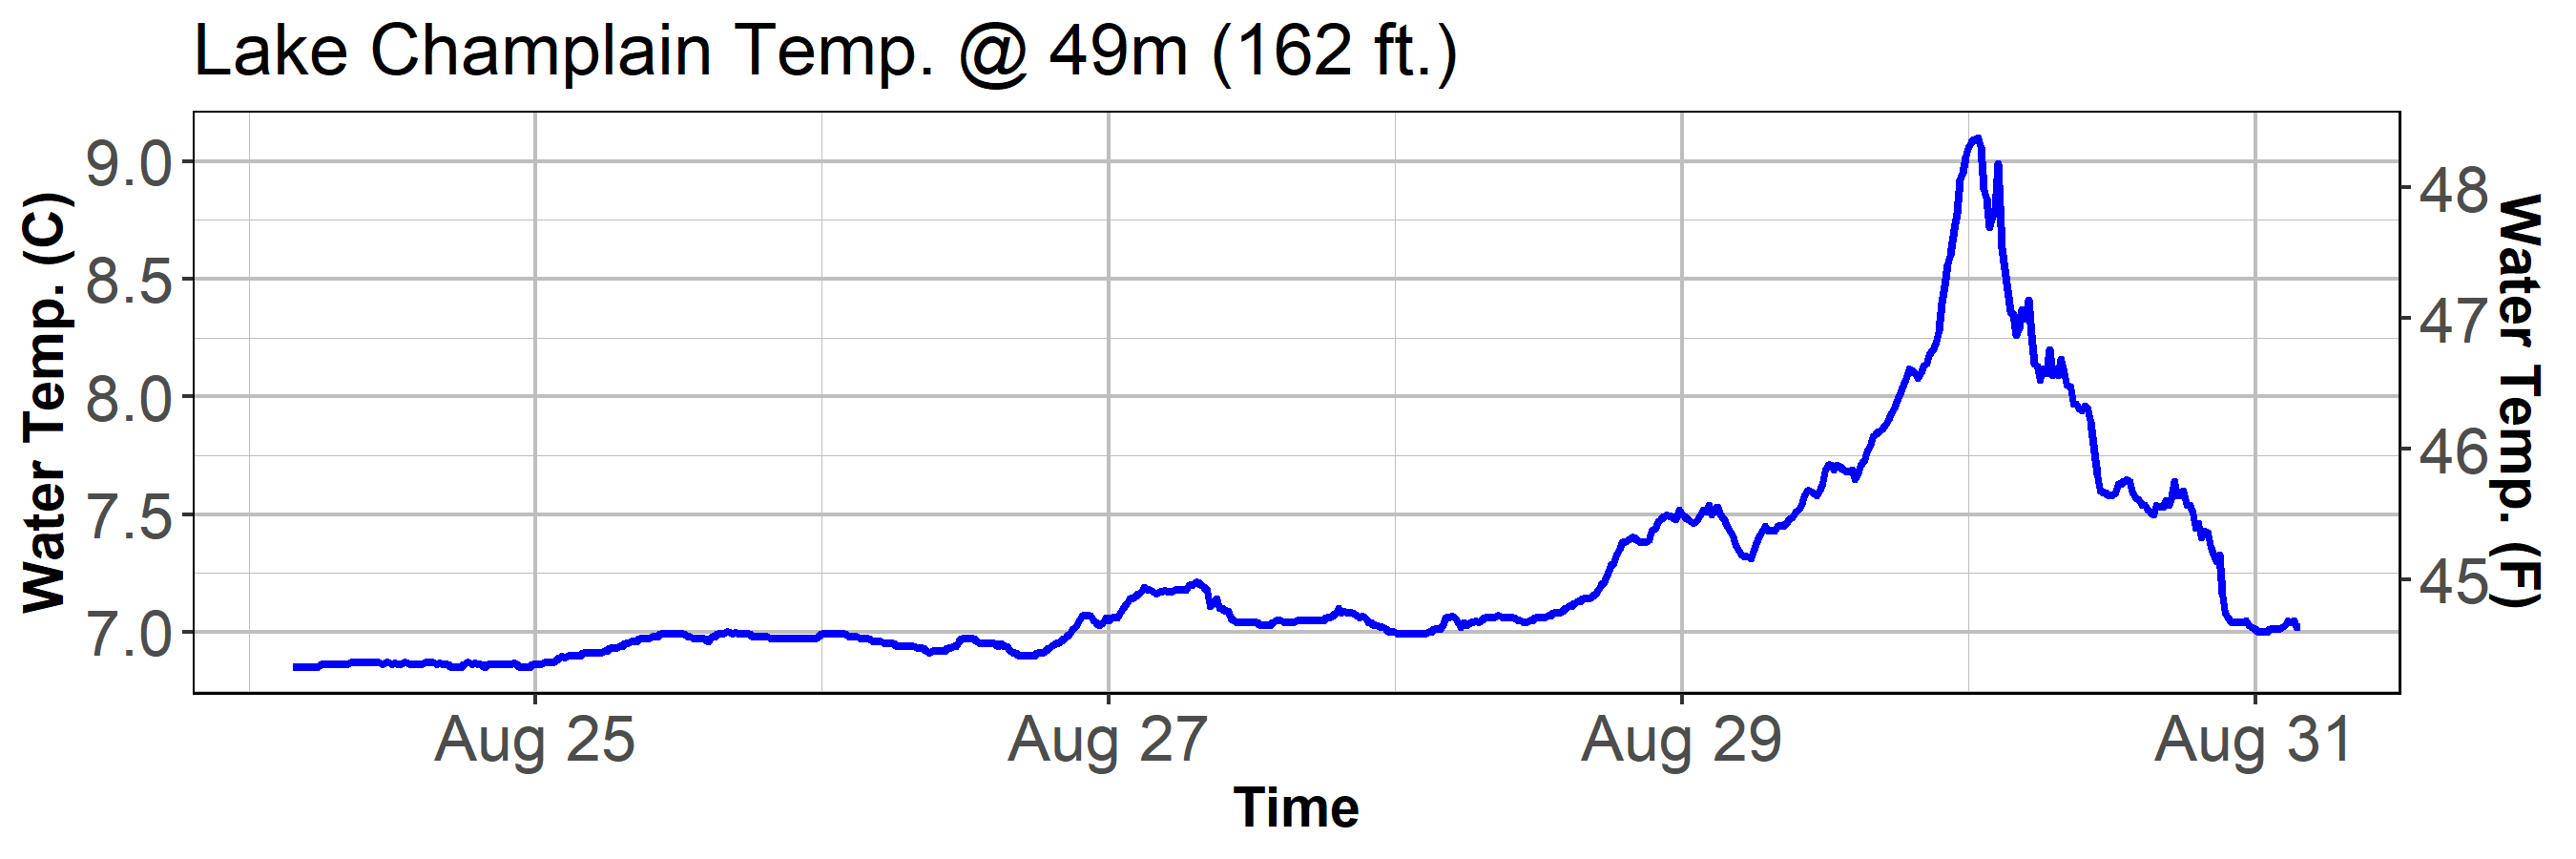 Lake Champlain Temp. @ 49m (162 ft.)
Water Temp. (C)
9.0
8.5
8.0
7.5
7.0
48
47
46
45
Water Temp. (F)
Aug 25
Aug 27
Aug 29
Aug 31
Time